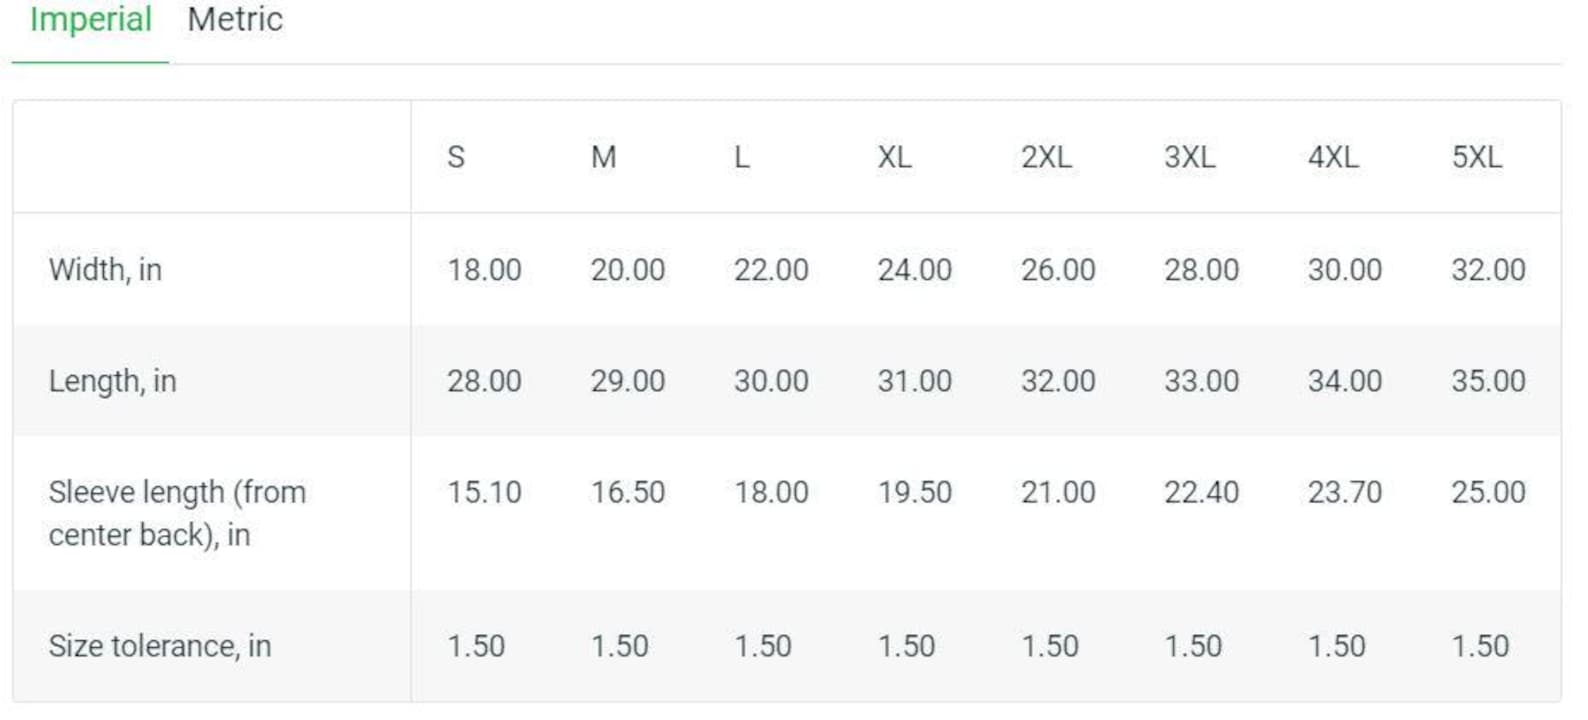 Imperial Metric
S M L XL 2XL 3XL 4XL 5XL
Width, in 18.00 20.00 22.00 24.00 26.00 28.00 30.00 32.00
Length, in 28.00 29.00 30.00 31.00 32.00 33.00 34.00 35.00
Sleeve length (from 15.10 16.50 18.00 19.50 21.00 22.40 23.70 25.00
center back), in
Size tolerance, in 1.50 1.50 1.50 1.50 1.50 1.50 1.50 1.50